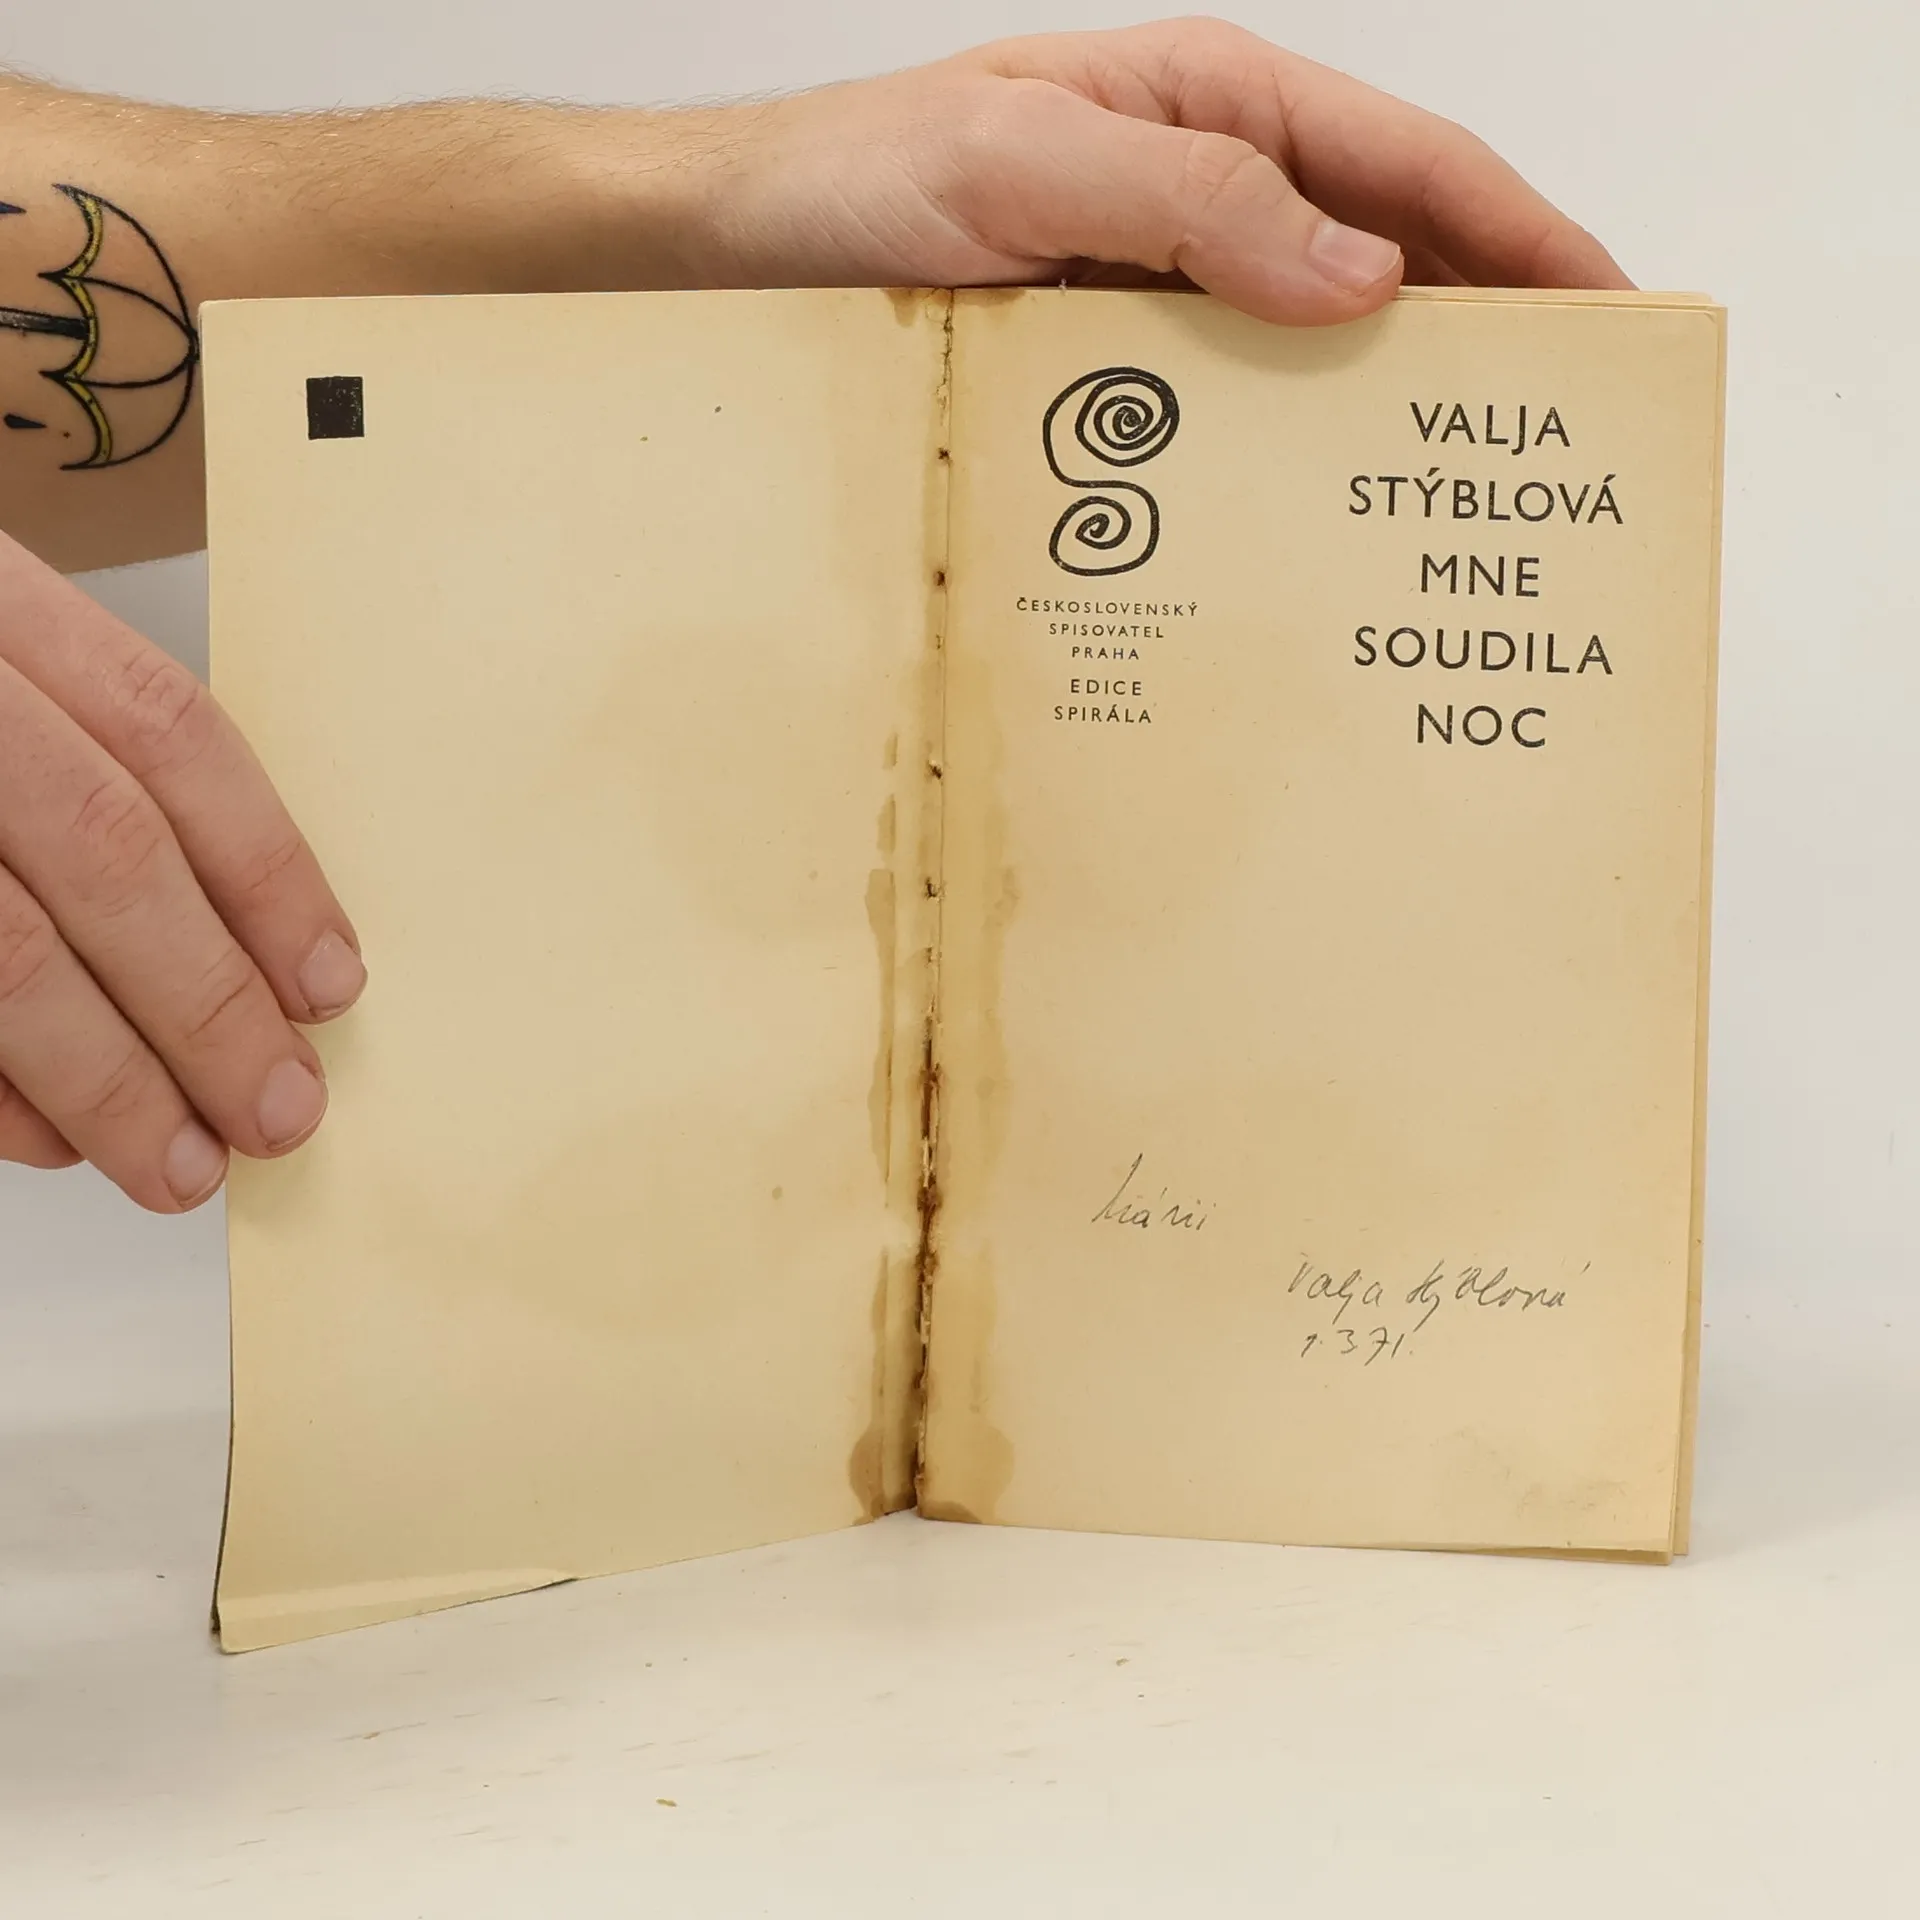 ČESKOSLOVENSKÝ
SPISOVATEL
PRAHA
EDICE
SPIRÁLA
VALJA
STÝBLOVÁ
MNE
SOUDILA
NOC
Valja Stýblová
1.3.71.